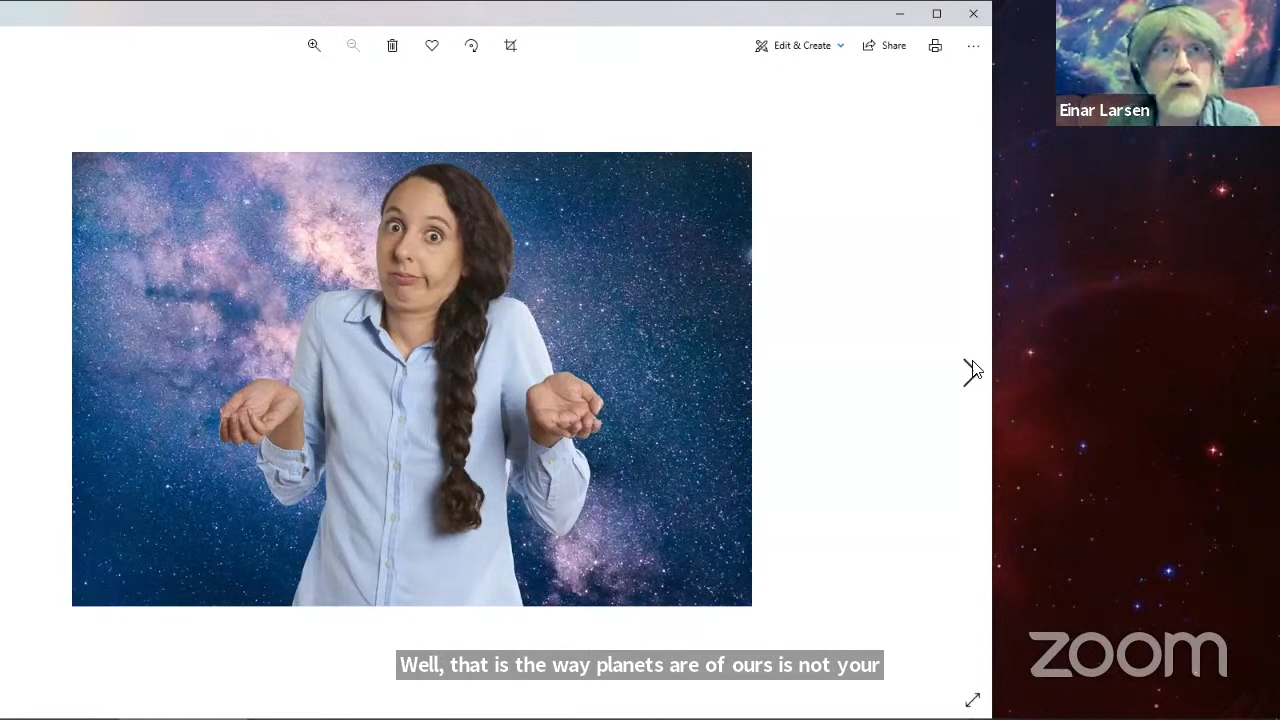 Edit & Create
Share
Einar Larsen
Well, that is the way planets are of ours is not your
zoom